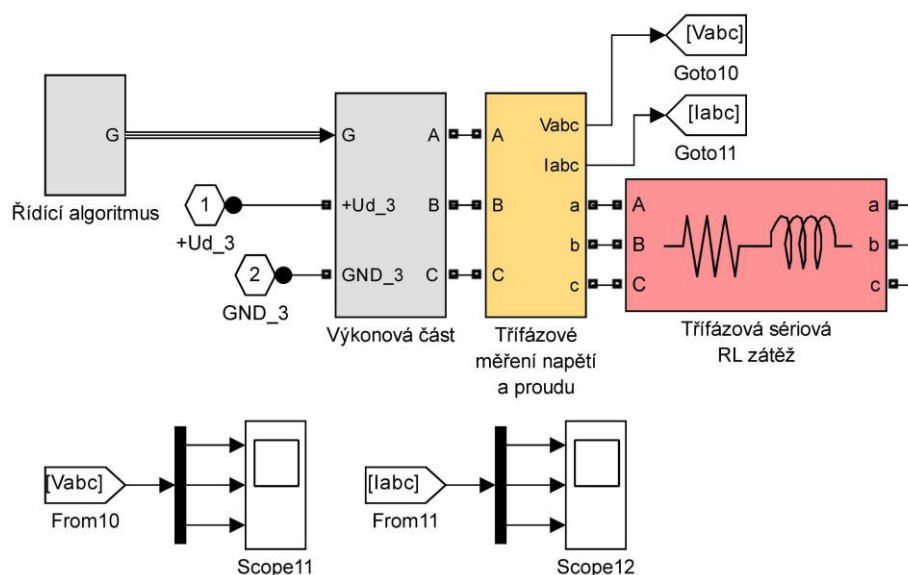 [Vabc]
Goto10
[Iabc]
Goto11
G
Řídící algoritmus
1
+Ud_3
2
GND_3
G
+Ud_3
GND_3
A
B
C
Výkonová část
A
B
C
Vabc
Iabc
a
b
c
Třífázové
měření napětí
a proudu
A
B
C
a
b
c
Třífázová sériová
RL zátěž
[Vabc]
From10
Scope11
[Iabc]
From11
Scope12